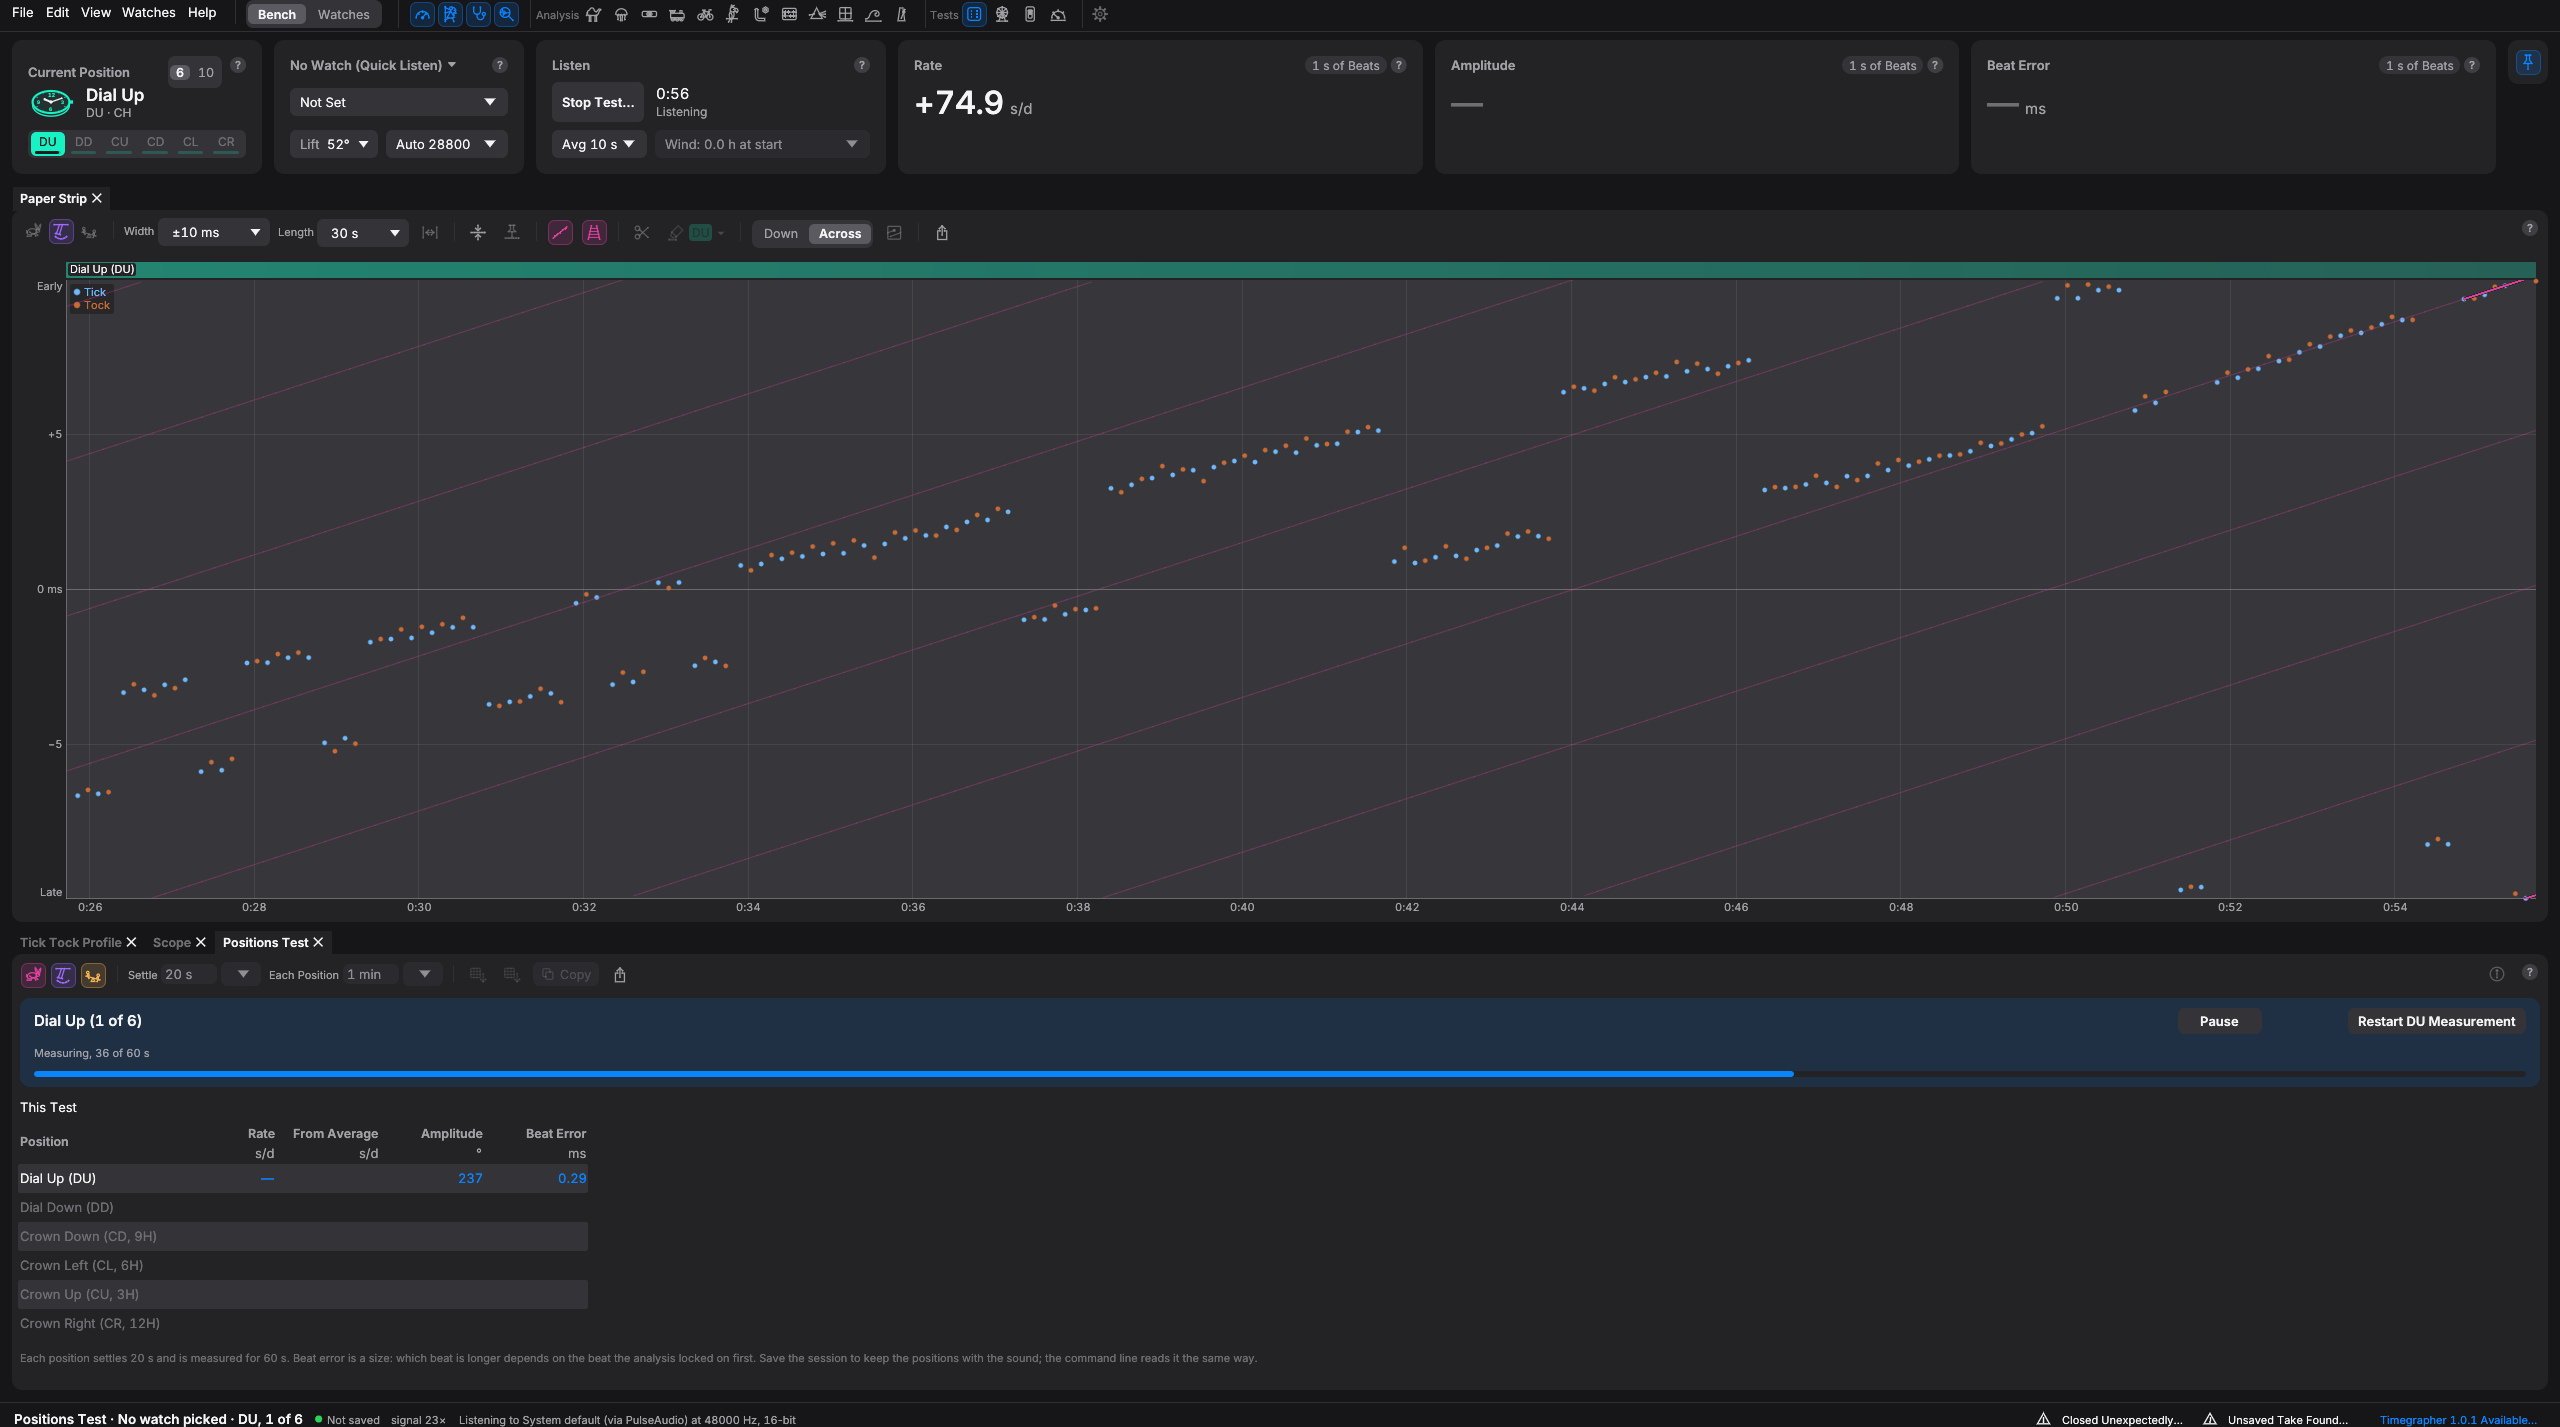 File Edit View Watches Help Bench Watches Analysis Tests
Current Position 6 10 ?
Dial Up
DU · CH
DU DD CU CD CL CR
No Watch (Quick Listen) ?
Not Set
Lift 52° Auto 28800
Listen ?
Stop Test... 0:56
Listening
Avg 10 s Wind: 0.0 h at start
Rate 1 s of Beats ?
+74.9 s/d
Amplitude 1 s of Beats ?
—
Beat Error 1 s of Beats ?
— ms
Paper Strip
Width ±10 ms Length 30 s DU Down Across ?
Dial Up (DU)
Early
Tick
Tock
+5
0 ms
−5
Late
0:26 0:28 0:30 0:32 0:34 0:36 0:38 0:40 0:42 0:44 0:46 0:48 0:50 0:52 0:54
Tick Tock Profile Scope Positions Test
Settle 20 s Each Position 1 min Copy ?
Dial Up (1 of 6) Pause Restart DU Measurement
Measuring, 36 of 60 s
This Test
Position Rate From Average Amplitude Beat Error
s/d s/d ° ms
Dial Up (DU) — 237 0.29
Dial Down (DD)
Crown Down (CD, 9H)
Crown Left (CL, 6H)
Crown Up (CU, 3H)
Crown Right (CR, 12H)
Each position settles 20 s and is measured for 60 s. Beat error is a size: which beat is longer depends on the beat the analysis locked on first. Save the session to keep the positions with the sound; the command line reads it the same way.
Positions Test · No watch picked · DU, 1 of 6 Not saved signal 23× Listening to System default (via PulseAudio) at 48000 Hz, 16-bit Closed Unexpectedly... Unsaved Take Found... Timegrapher 1.0.1 Available...